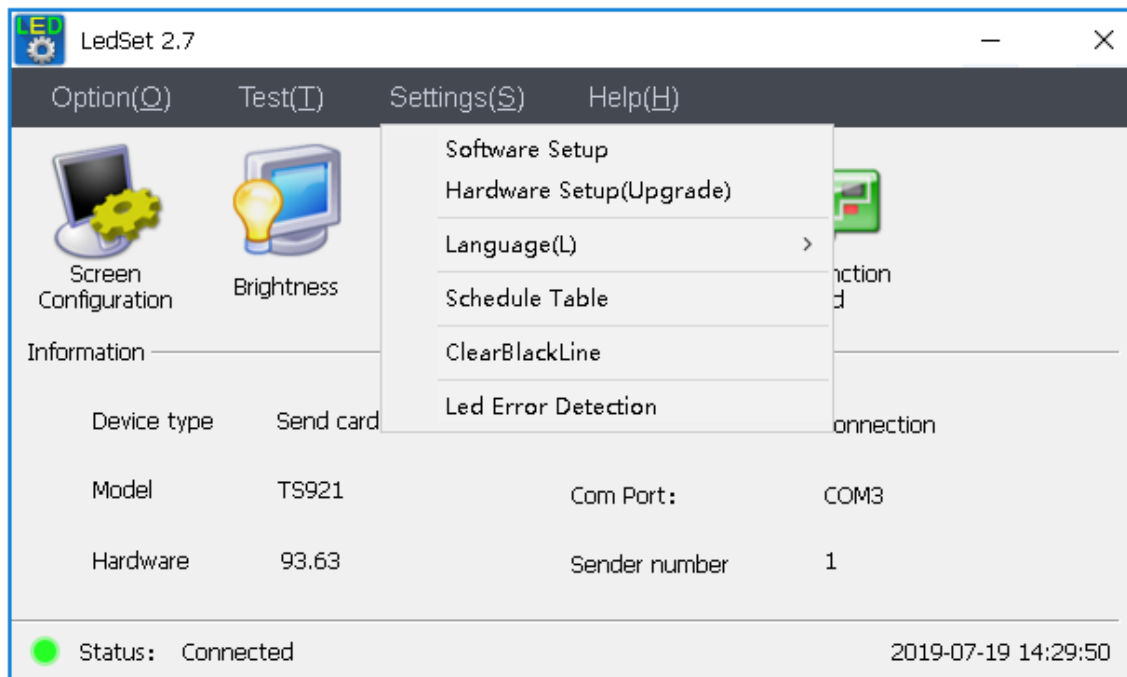 LED
LedSet 2.7
Option(O) Test(T) Settings(S) Help(H)
Software Setup
Hardware Setup(Upgrade)
Language(L)
Schedule Table
ClearBlackLine
Led Error Detection
Screen
Configuration
Brightness
Information
Device type Send card
Model TS921 Com Port: COM3
Hardware 93.63 Sender number 1
Status: Connected 2019-07-19 14:29:50